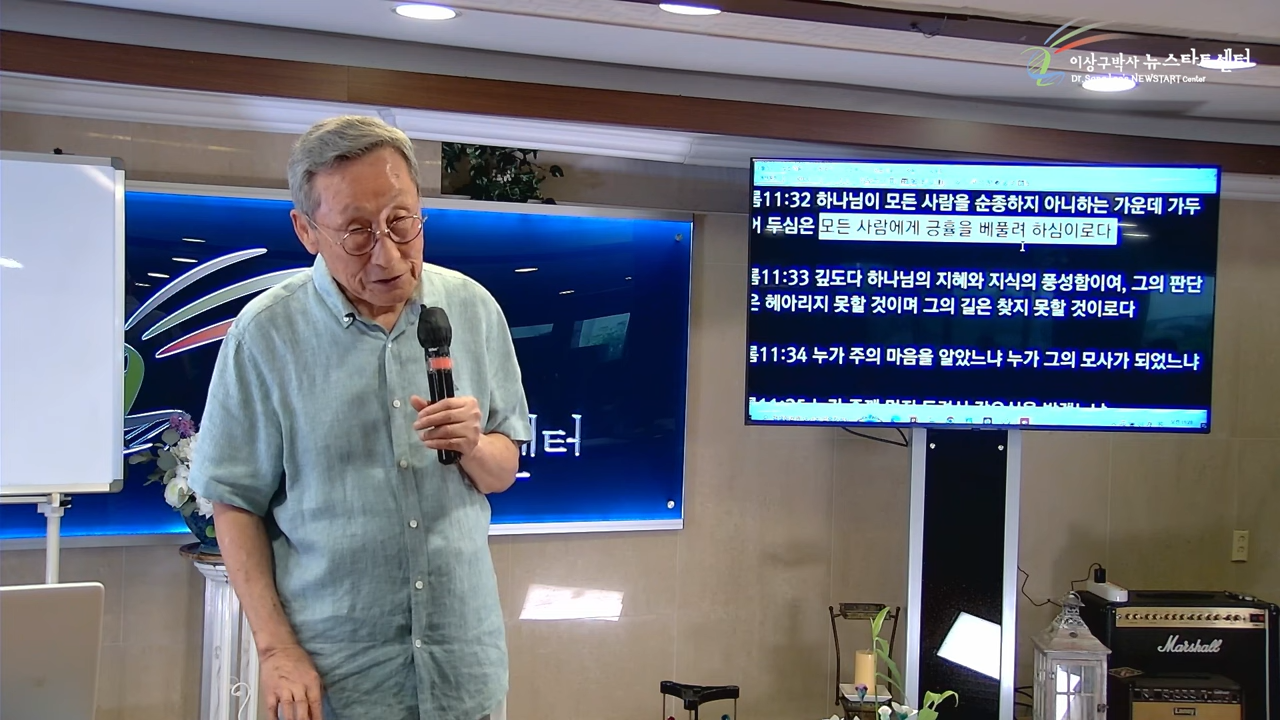 이상구박사 뉴스타트센터
NEWSTART Center
롬11:32 하나님이 모든 사람을 순종하지 아니하는 가운데 가두
어 두심은 모든 사람에게 긍휼을 베풀려 하심이로다
롬11:33 깊도다 하나님의 지혜와 지식의 풍성함이여, 그의 판단
은 헤아리지 못할 것이며 그의 길은 찾지 못할 것이로다
롬11:34 누가 주의 마음을 알았느냐 누가 그의 모사가 되었느냐
센터
Marshall
Laney